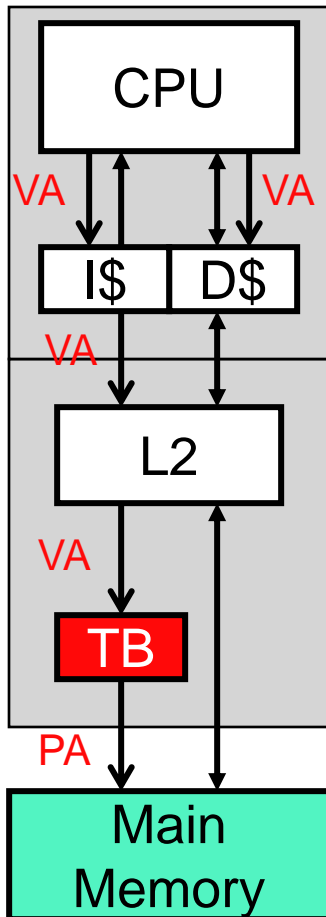 CPU
VA VA
I$ D$
VA
L2
VA
TB
PA
Main
Memory